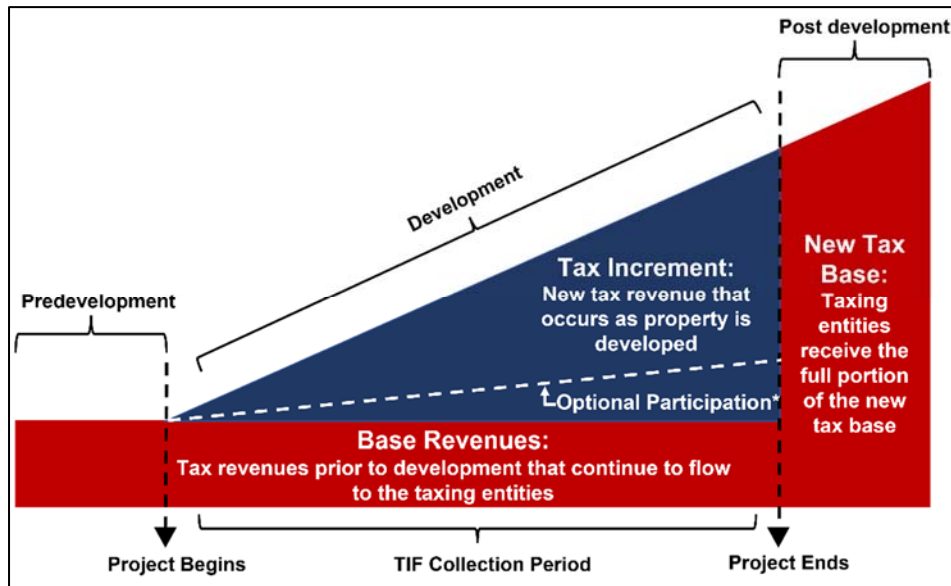 Post development
Development
Predevelopment
Tax Increment:
New tax revenue that
occurs as property is
developed
New Tax
Base:
Taxing
entities
receive the
full portion
of the new
tax base
Optional Participation*
Base Revenues:
Tax revenues prior to development that continue to flow
to the taxing entities
Project Begins
TIF Collection Period
Project Ends